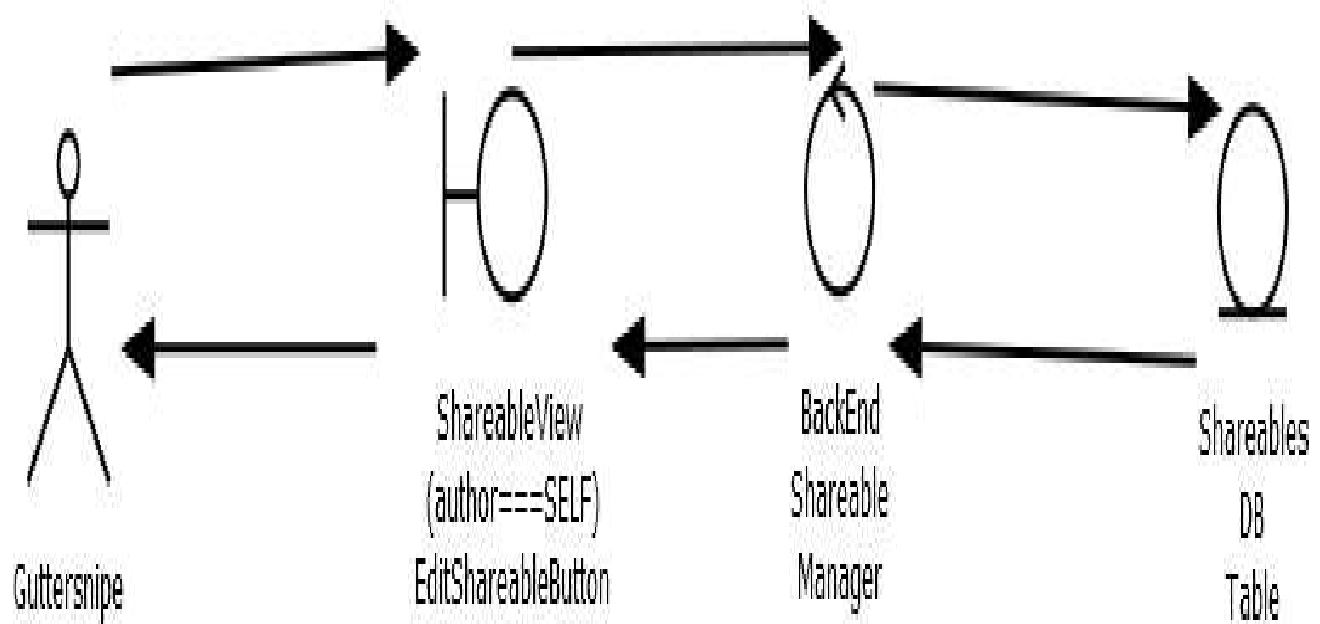 Guttersnipe
ShareableView
(author===SELF)
EditShareableButton
BackEnd
Shareable
Manager
Shareables
DB
Table